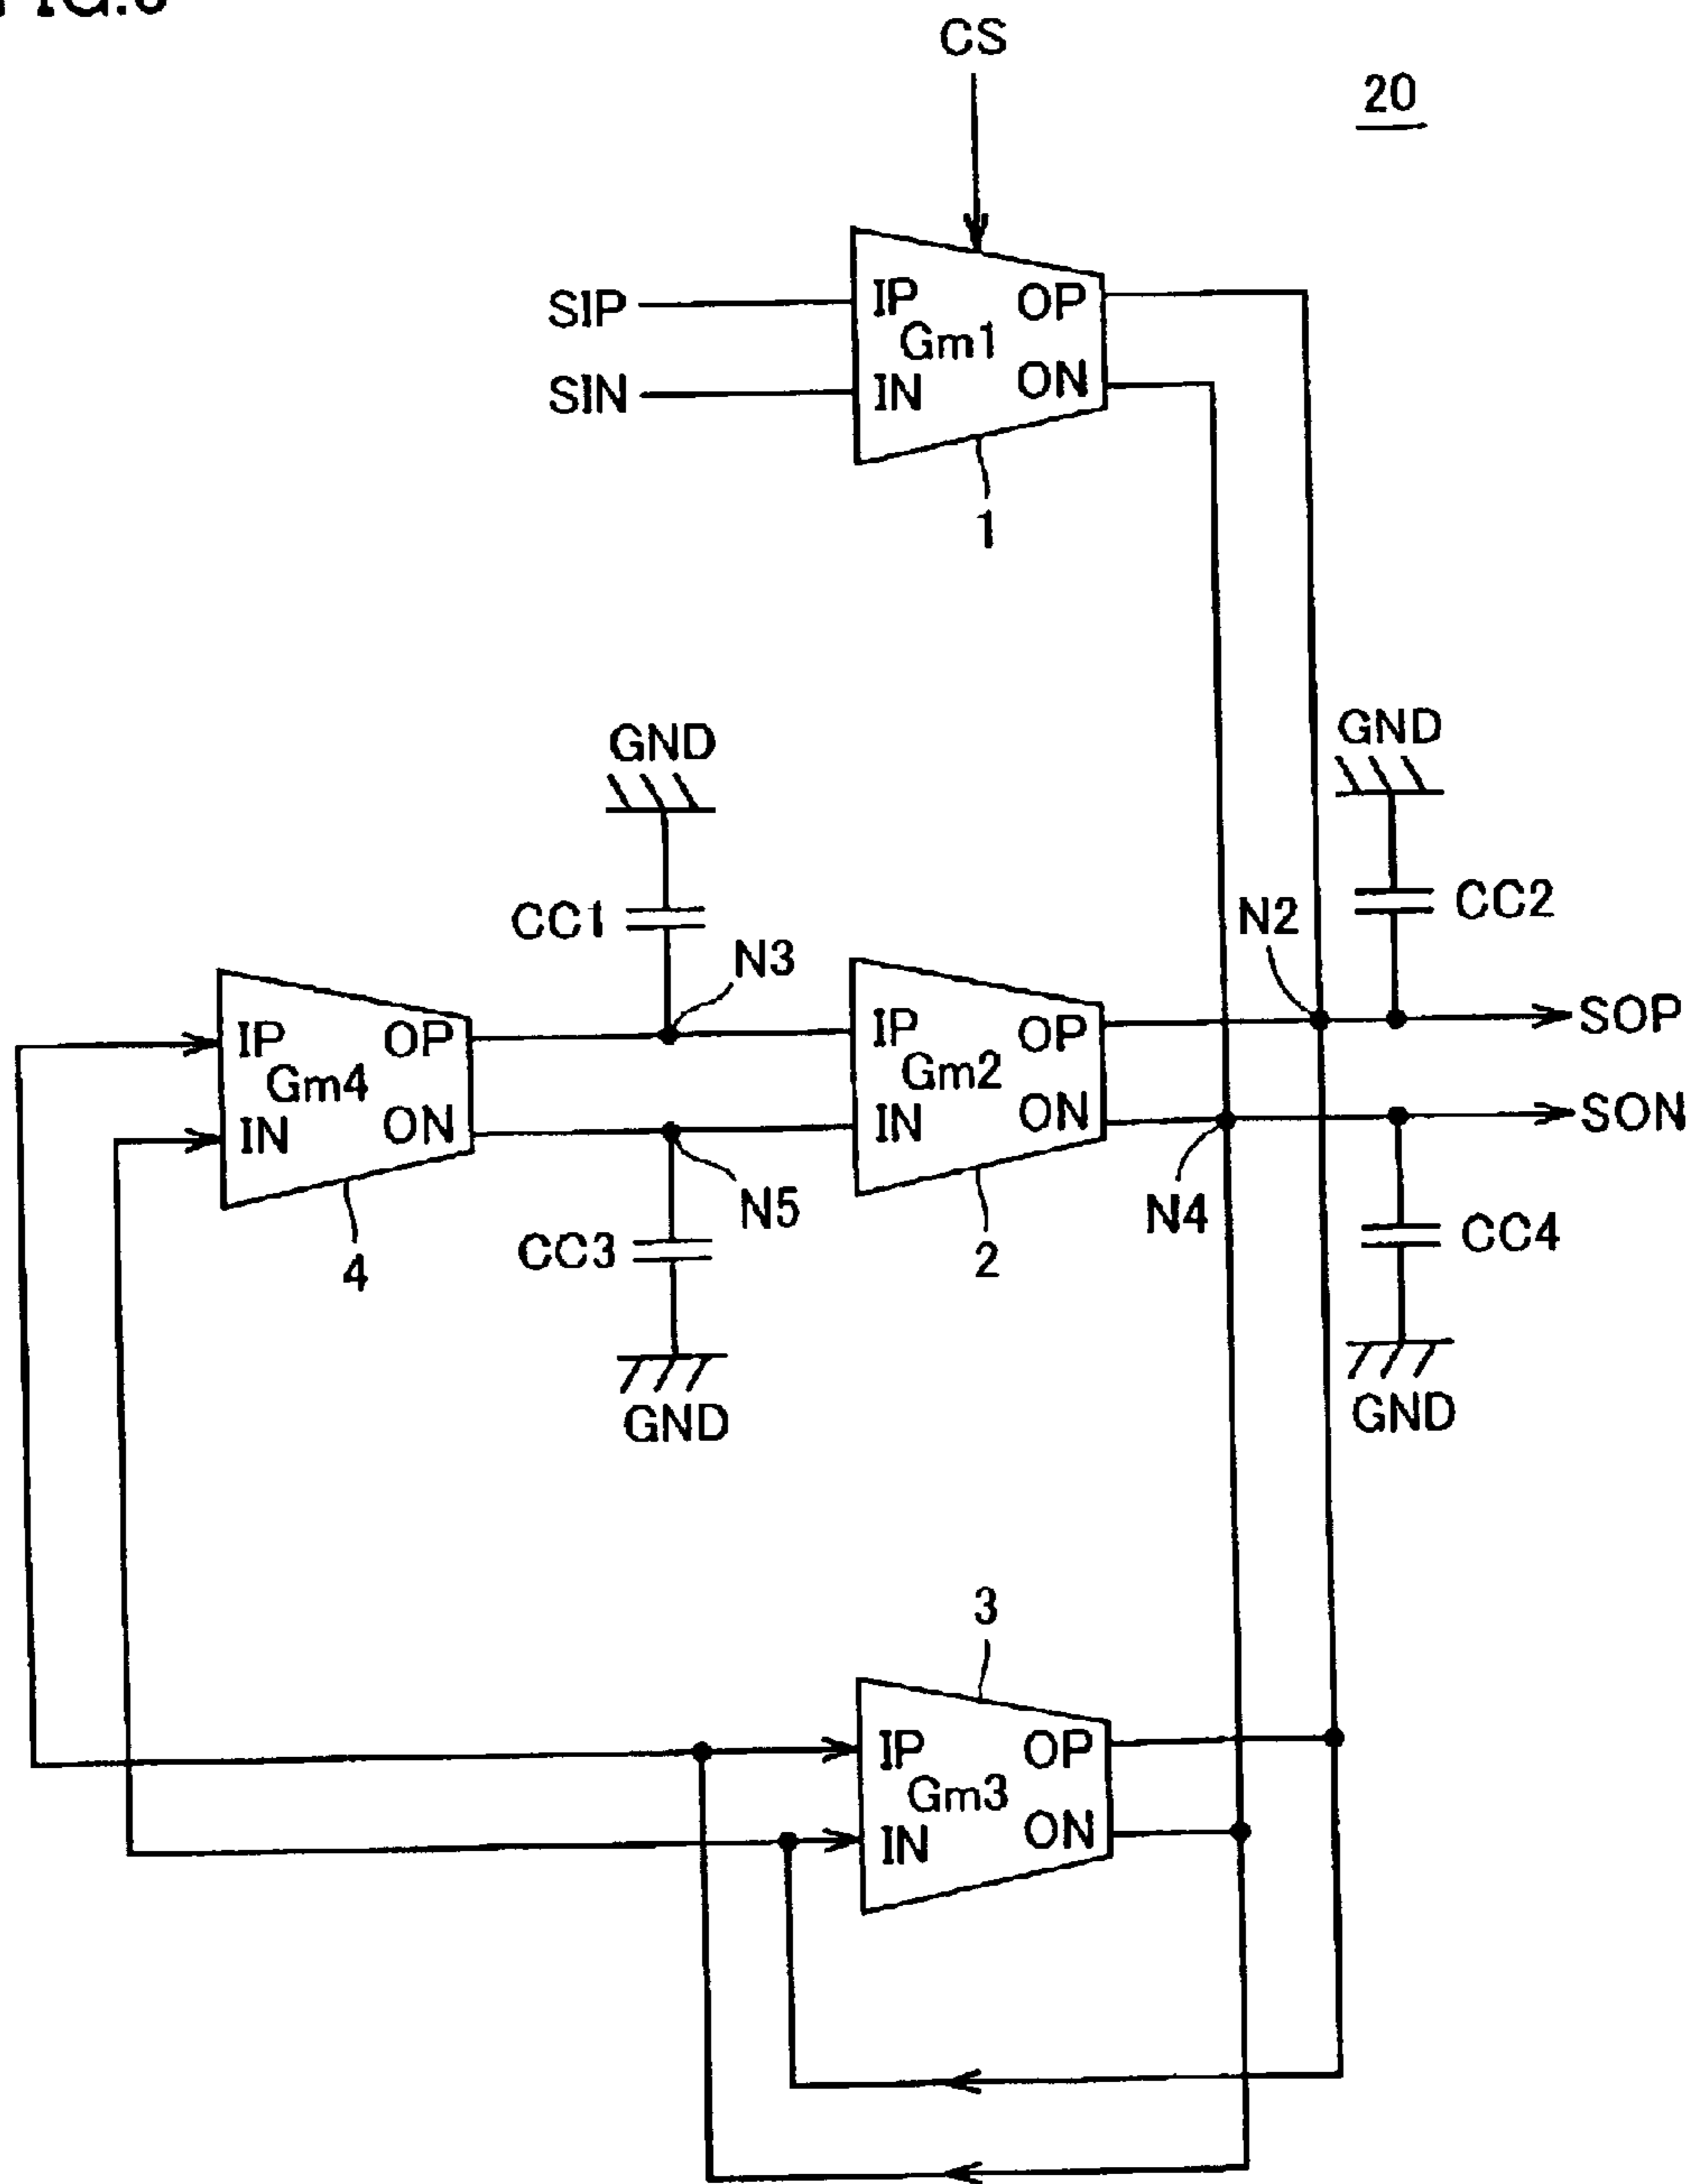 CS
20
SIP
IP
OP
Gm1
SIN
IN
ON
1
GND
GND
CC1
CC2
N3
N2
IP
OP
Gm4
IN
ON
IP
OP
Gm2
IN
ON
SOP
SON
N5
N4
4
CC3
2
CC4
GND
GND
3
IP
OP
Gm3
IN
ON